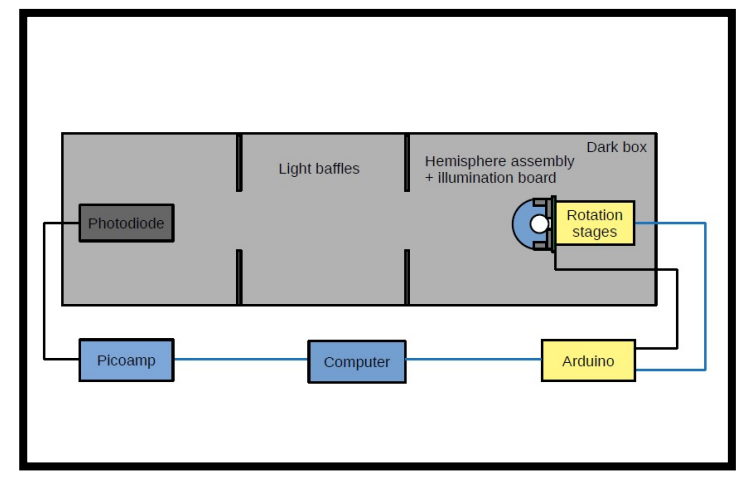 Dark box
Light baffles
Hemisphere assembly
+ illumination board
Photodiode
Rotation
stages
Picoamp
Computer
Arduino